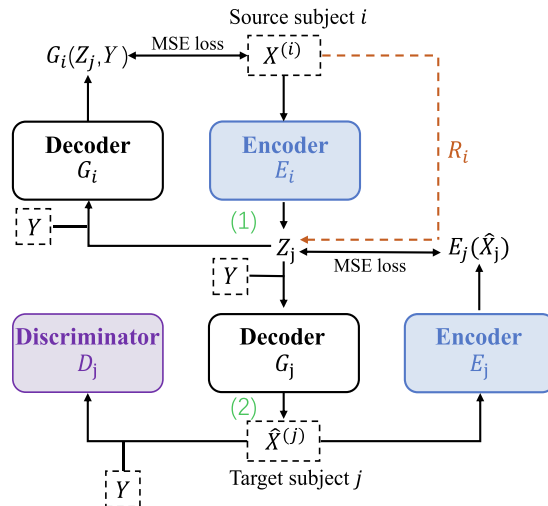 Source subject i
G_i(Z_j, Y)
MSE loss
X^{(i)}
Decoder
G_i
Encoder
E_i
R_i
Y
(1)
Z_j
E_j(X̂_j)
MSE loss
Y
Discriminator
D_j
Decoder
G_j
Encoder
E_j
(2)
X̂^{(j)}
Y
Target subject j